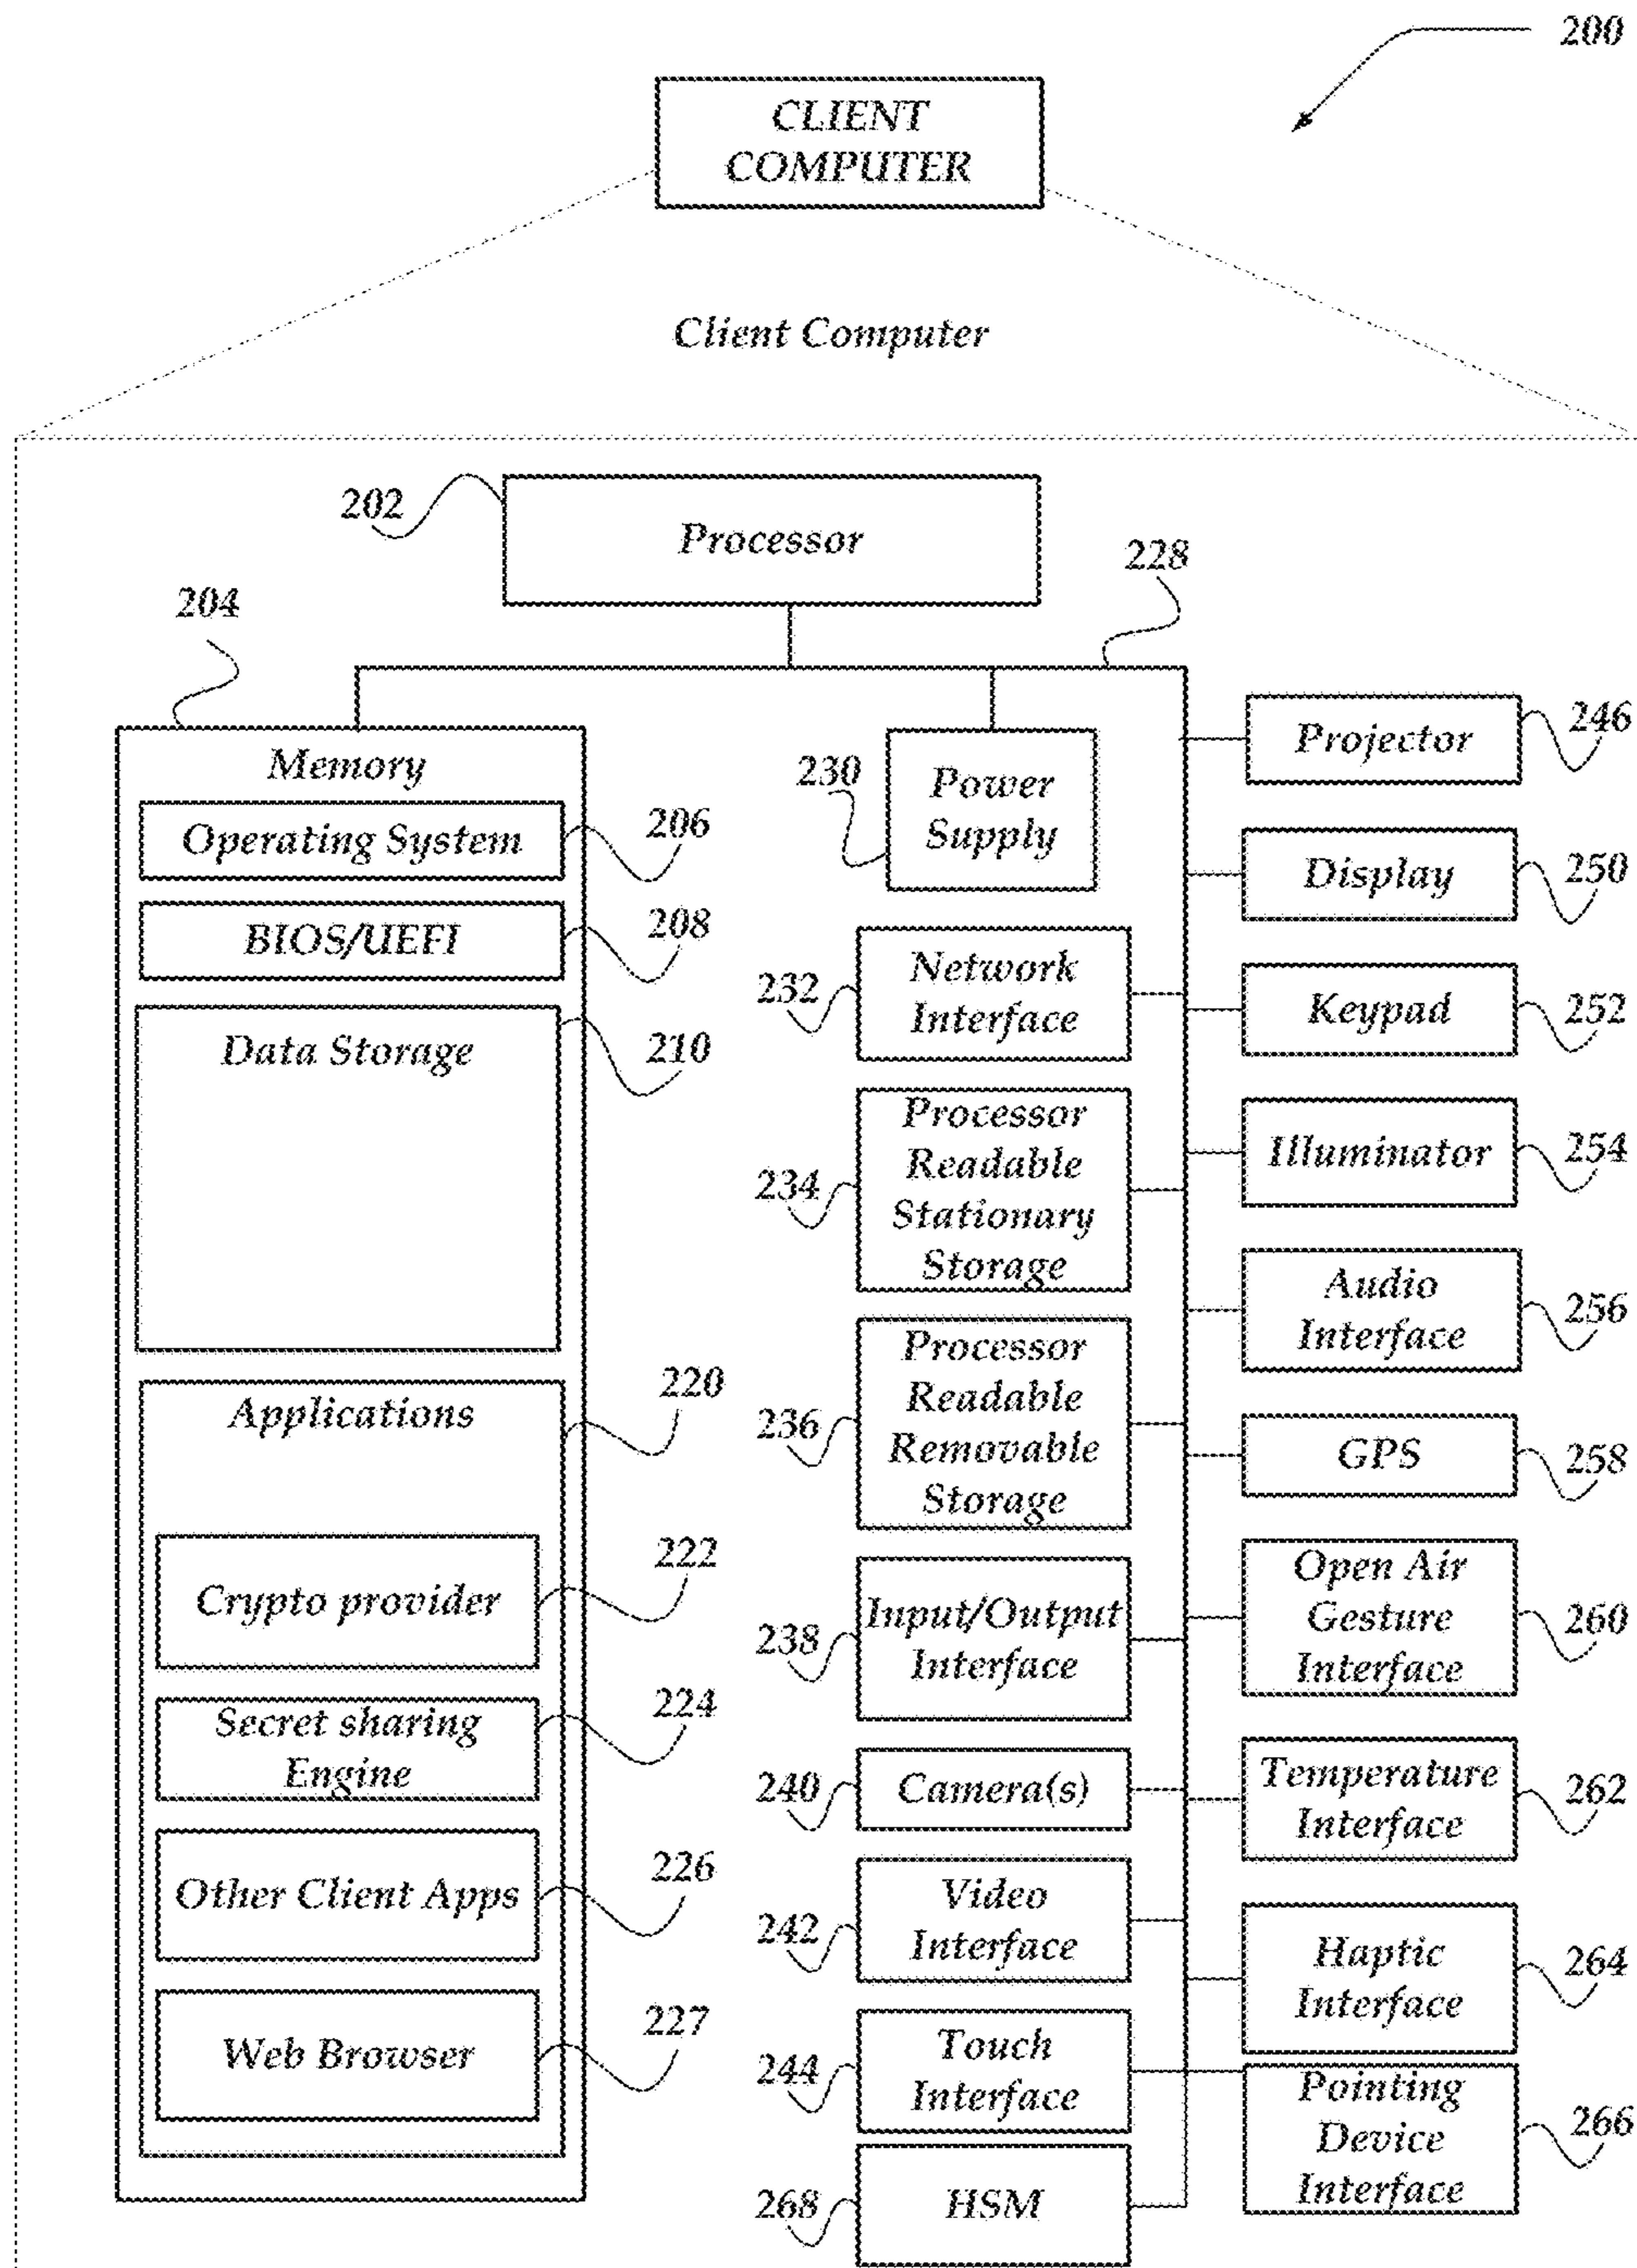 200
CLIENT
COMPUTER
Client Computer
202
Processor
228
204
Memory
Operating System
206
BIOS/UEFI
208
Data Storage
210
Applications
220
Crypto provider
222
Secret sharing
Engine
224
Other Client Apps
226
Web Browser
227
230
Power
Supply
232
Network
Interface
234
Processor
Readable
Stationary
Storage
236
Processor
Readable
Removable
Storage
238
Input/Output
Interface
240
Camera(s)
242
Video
Interface
244
Touch
Interface
268
HSM
Projector
246
Display
250
Keypad
252
Illuminator
254
Audio
Interface
256
GPS
258
Open Air
Gesture
Interface
260
Temperature
Interface
262
Haptic
Interface
264
Pointing
Device
Interface
266